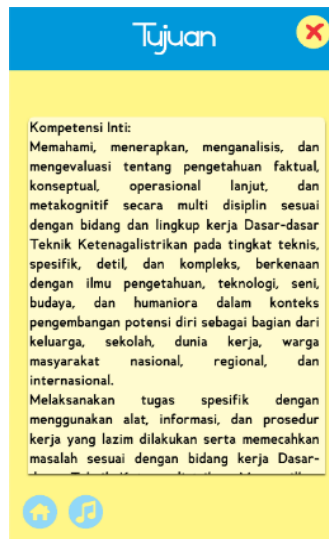 Tujuan
Kompetensi Inti:
Memahami, menerapkan, menganalisis, dan
mengevaluasi tentang pengetahuan faktual,
konseptual, operasional lanjut, dan
metakognitif secara multi disiplin sesuai
dengan bidang dan lingkup kerja Dasar-dasar
Teknik Ketenagalistrikan pada tingkat teknis,
spesifik, detil, dan kompleks, berkenaan
dengan ilmu pengetahuan, teknologi, seni,
budaya, dan humaniora dalam konteks
pengembangan potensi diri sebagai bagian dari
keluarga, sekolah, dunia kerja, warga
masyarakat nasional, regional, dan
internasional.
Melaksanakan tugas spesifik dengan
menggunakan alat, informasi, dan prosedur
kerja yang lazim dilakukan serta memecahkan
masalah sesuai dengan bidang kerja Dasar-